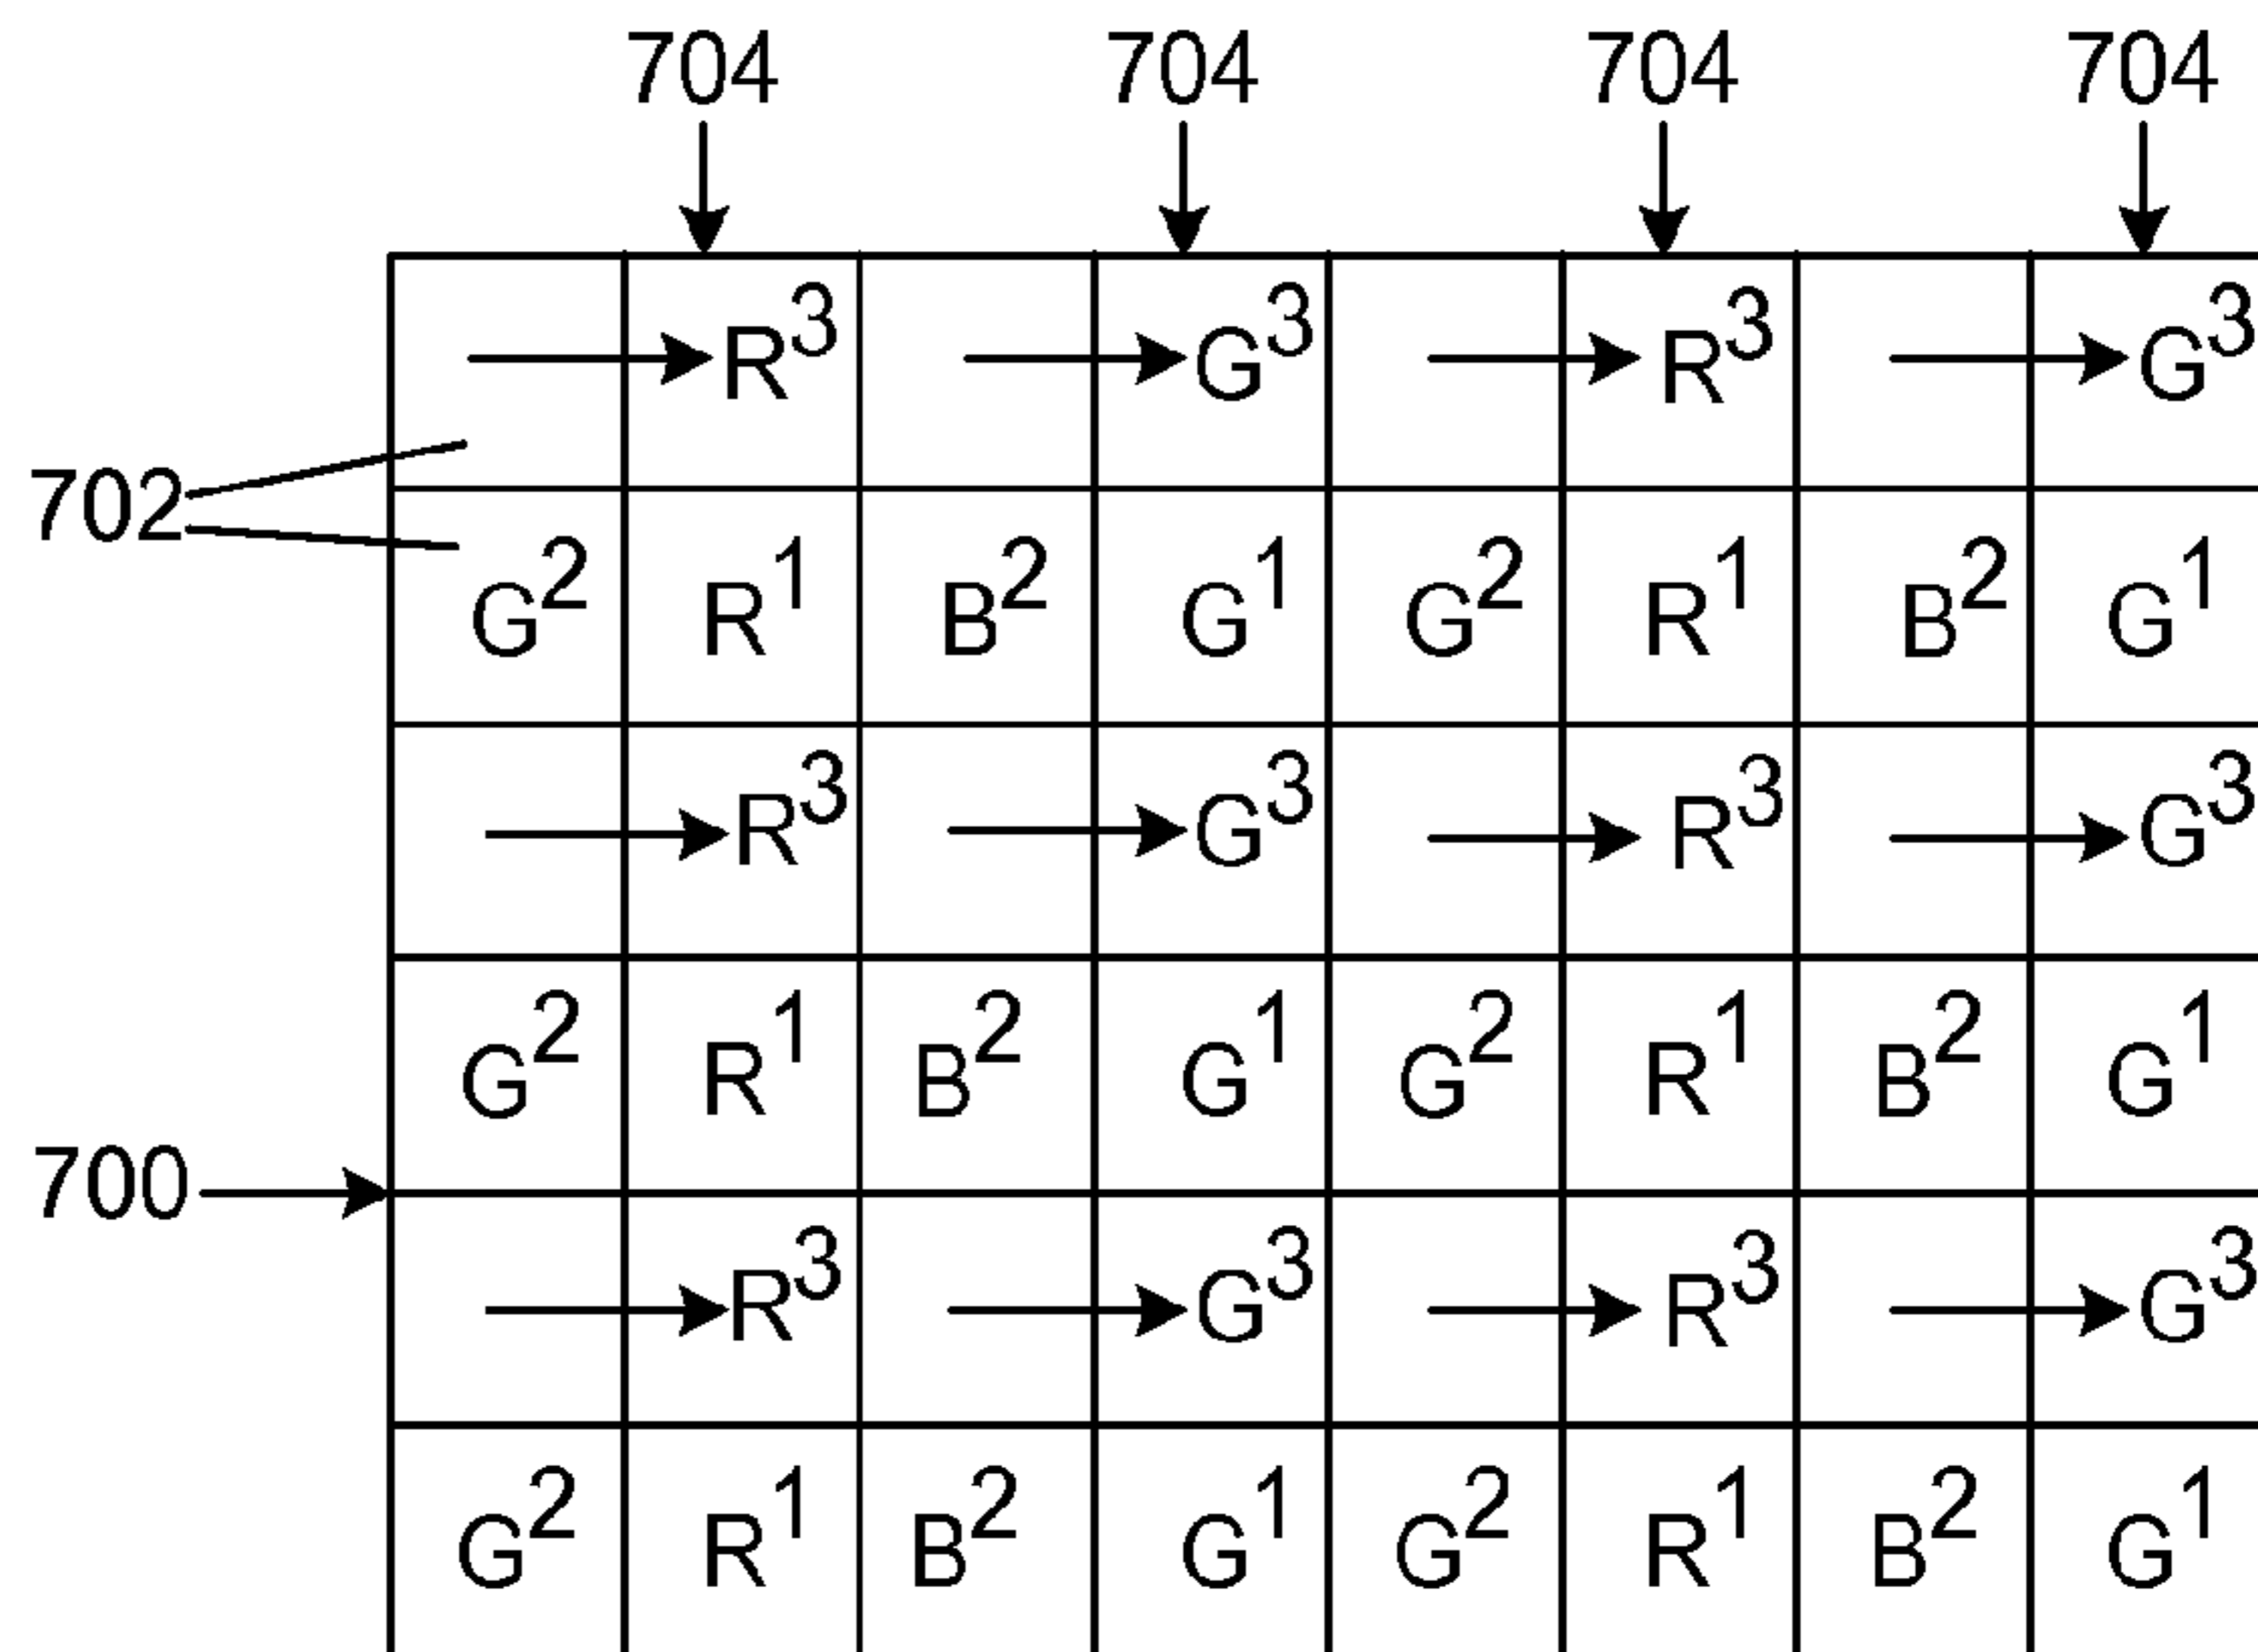 704 704 704 704
R³ G³ R³ G³
702
G² R¹ B² G¹ G² R¹ B² G¹
R³ G³ R³ G³
G² R¹ B² G¹ G² R¹ B² G¹
700
R³ G³ R³ G³
G² R¹ B² G¹ G² R¹ B² G¹